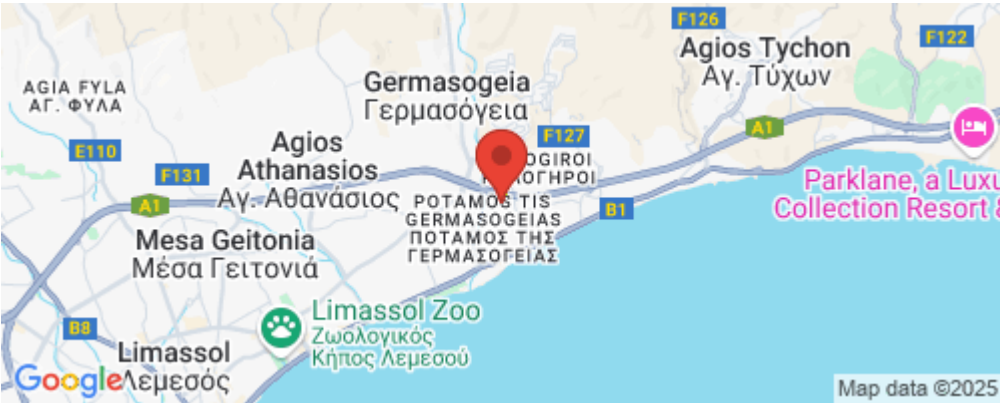 F126
F122
Agios Tychon
Αγ. Τύχων
Germasogeia
Γερμασόγεια
AGIA FYLA
ΑΓ. ΦΥΛΑ
A1
F127
Agios
Athanasios
Αγ. Αθανάσιος
E110
F131
OGIROI
ΛΟΓΗΡΟΙ
Parklane, a Luxu
Collection Resort &
A1
POTAMOS TIS
GERMASOGEIAS
ΠΟΤΑΜΟΣ ΤΗΣ
ΓΕΡΜΑΣΟΓΕΙΑΣ
B1
Mesa Geitonia
Μέσα Γειτονιά
Limassol Zoo
Ζωολογικός
Κήπος Λεμεσού
B8
Limassol
Λεμεσός
Google
Map data ©2025